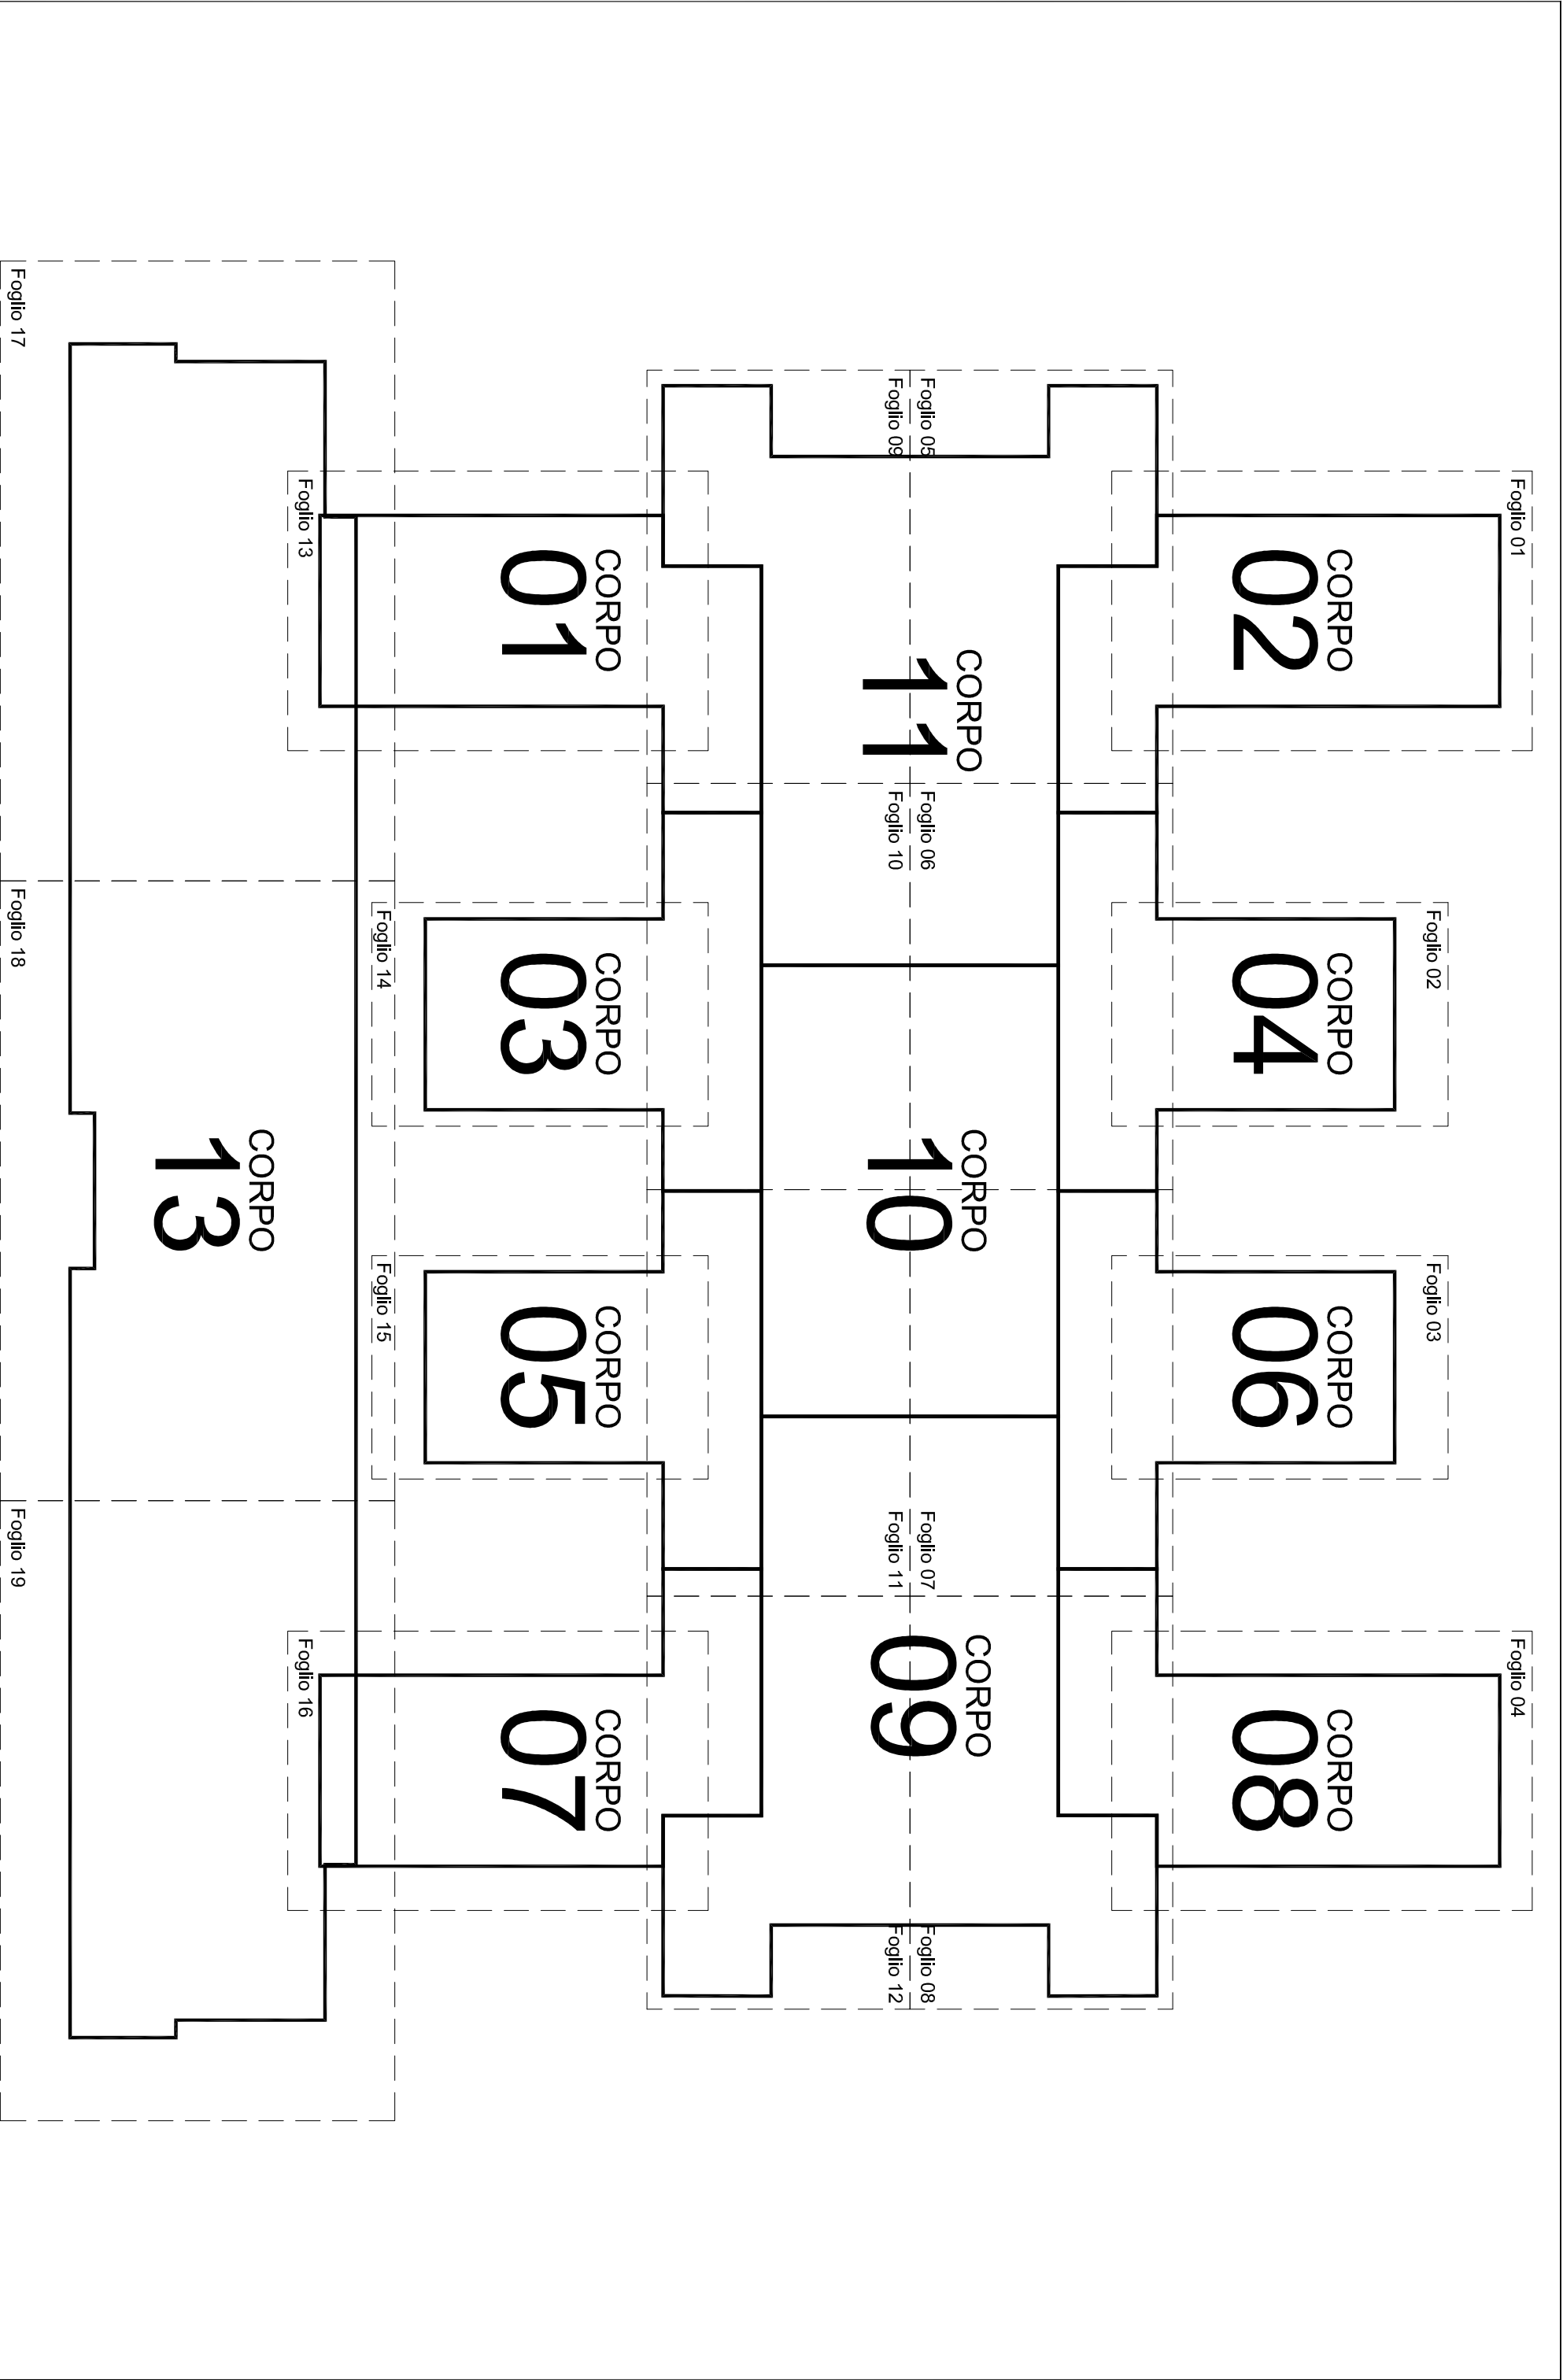 Foglio 01
Foglio 04
CORPO
02
CORPO
08
Foglio 02
Foglio 03
CORPO
04
CORPO
06
Foglio 05
Foglio 09
Foglio 06
Foglio 10
Foglio 07
Foglio 11
Foglio 08
Foglio 12
CORPO
11
CORPO
10
CORPO
09
CORPO
01
CORPO
03
CORPO
05
CORPO
07
Foglio 13
Foglio 14
Foglio 15
Foglio 16
CORPO
13
Foglio 17
Foglio 18
Foglio 19